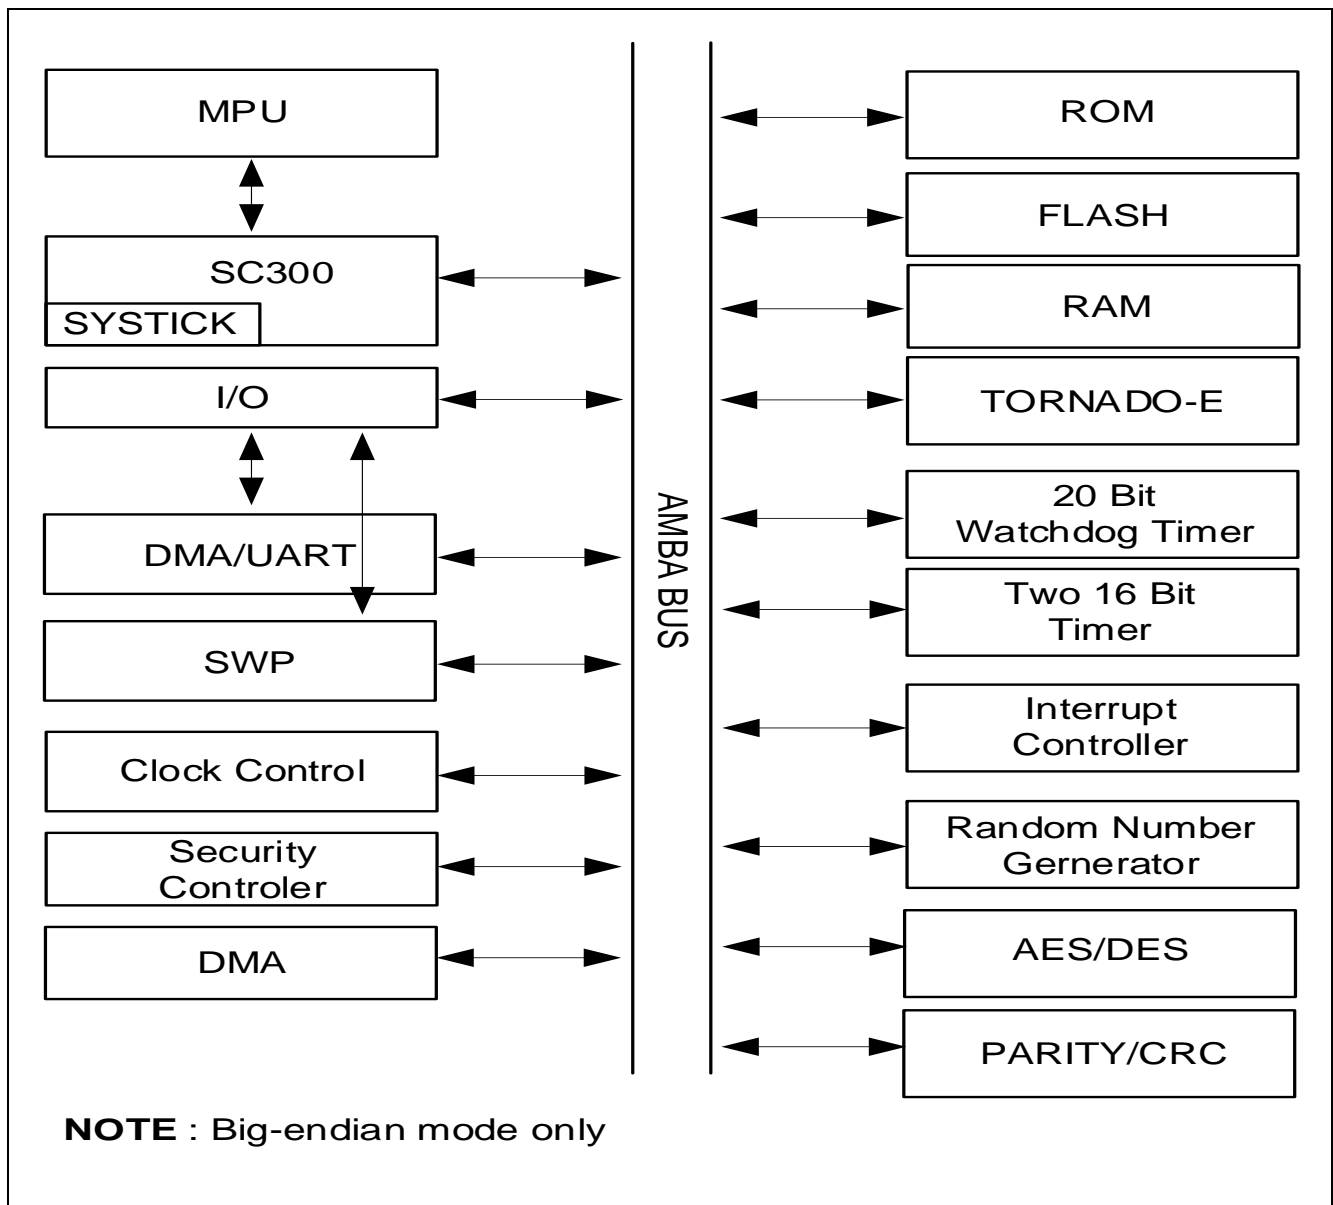 MPU
SC300
SYSTICK
I/O
DMA/UART
SWP
Clock Control
Security
Controler
DMA
AMBA BUS
ROM
FLASH
RAM
TORNADO-E
20 Bit
Watchdog Timer
Two 16 Bit
Timer
Interrupt
Controller
Random Number
Gernerator
AES/DES
PARITY/CRC
NOTE : Big-endian mode only